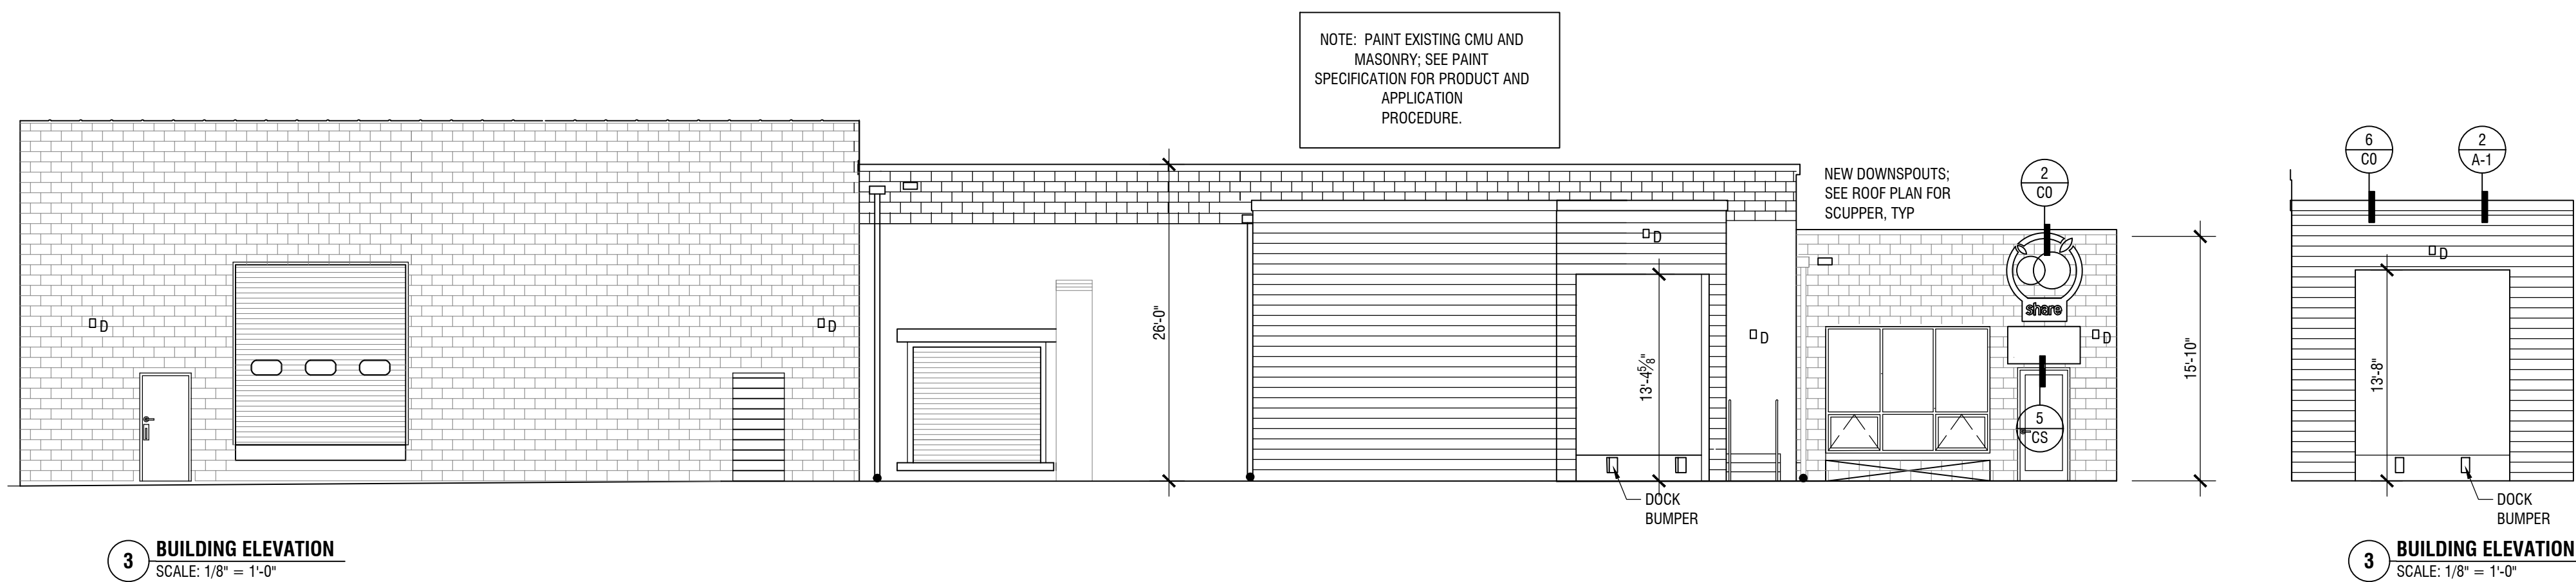 NOTE: PAINT EXISTING CMU AND
MASONRY; SEE PAINT
SPECIFICATION FOR PRODUCT AND
APPLICATION
PROCEDURE.
NEW DOWNSPOUTS;
SEE ROOF PLAN FOR
SCUPPER, TYP
2
C0
6
C0
2
A-1
D
D
D
D
D
D
share
26'-0"
13'-4⅝"
15'-10"
13'-8"
5
CS
DOCK
BUMPER
DOCK
BUMPER
3
BUILDING ELEVATION
SCALE: 1/8" = 1'-0"
3
BUILDING ELEVATION
SCALE: 1/8" = 1'-0"